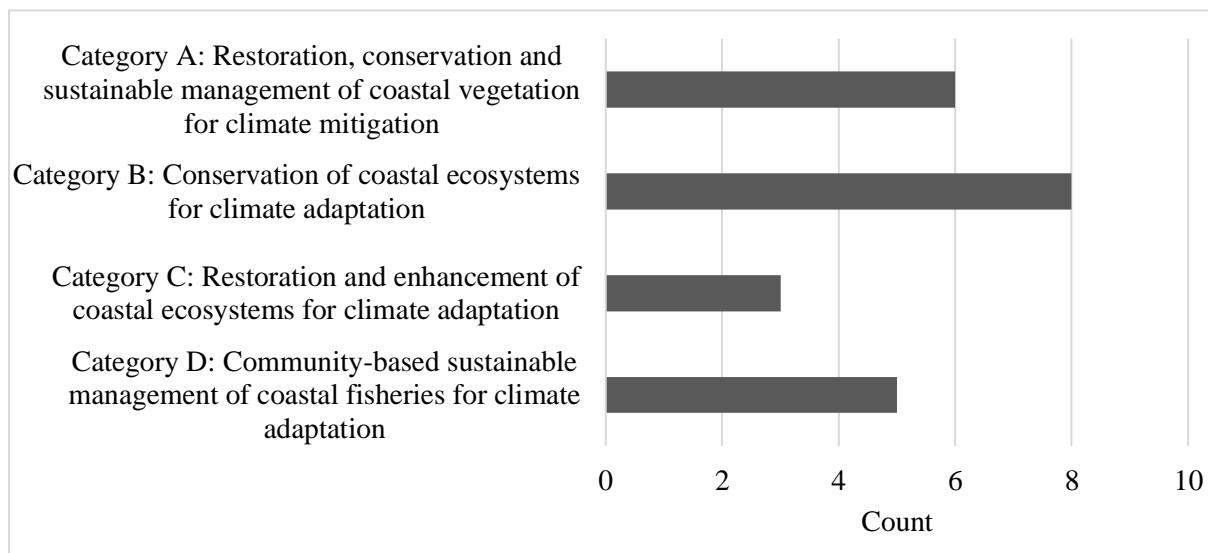 Category A: Restoration, conservation and
sustainable management of coastal vegetation
for climate mitigation
Category B: Conservation of coastal ecosystems
for climate adaptation
Category C: Restoration and enhancement of
coastal ecosystems for climate adaptation
Category D: Community-based sustainable
management of coastal fisheries for climate
adaptation
0 2 4 6 8 10
Count